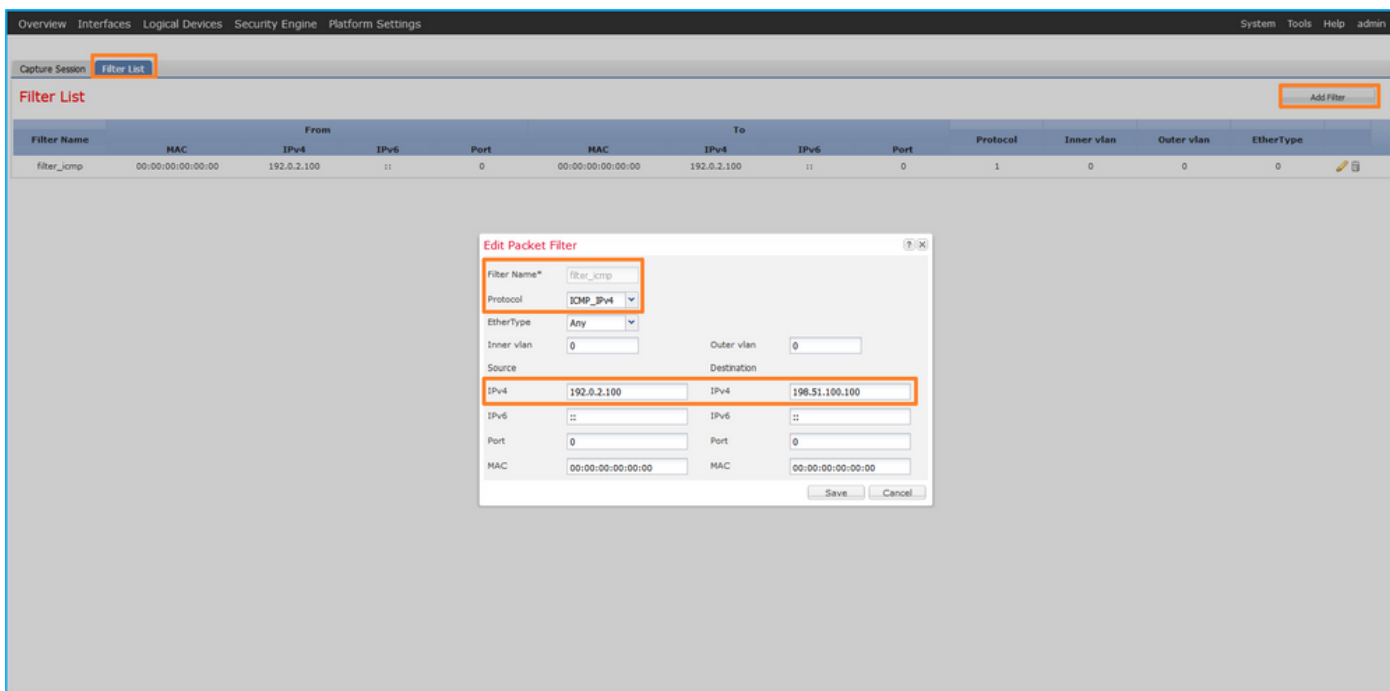 Overview Interfaces Logical Devices Security Engine Platform Settings System Tools Help admin
Capture Session Filter List
Filter List Add Filter
From To
Filter Name Protocol Inner vlan Outer vlan EtherType
MAC IPv4 IPv6 Port MAC IPv4 IPv6 Port
filter_icmp 00:00:00:00:00:00 192.0.2.100 :: 0 00:00:00:00:00:00 192.0.2.100 :: 0 1 0 0 0
Edit Packet Filter
Filter Name* filter_icmp
Protocol ICMP_IPv4
EtherType Any
Inner vlan 0 Outer vlan 0
Source Destination
IPv4 192.0.2.100 IPv4 198.51.100.100
IPv6 :: IPv6 ::
Port 0 Port 0
MAC 00:00:00:00:00:00 MAC 00:00:00:00:00:00
Save Cancel